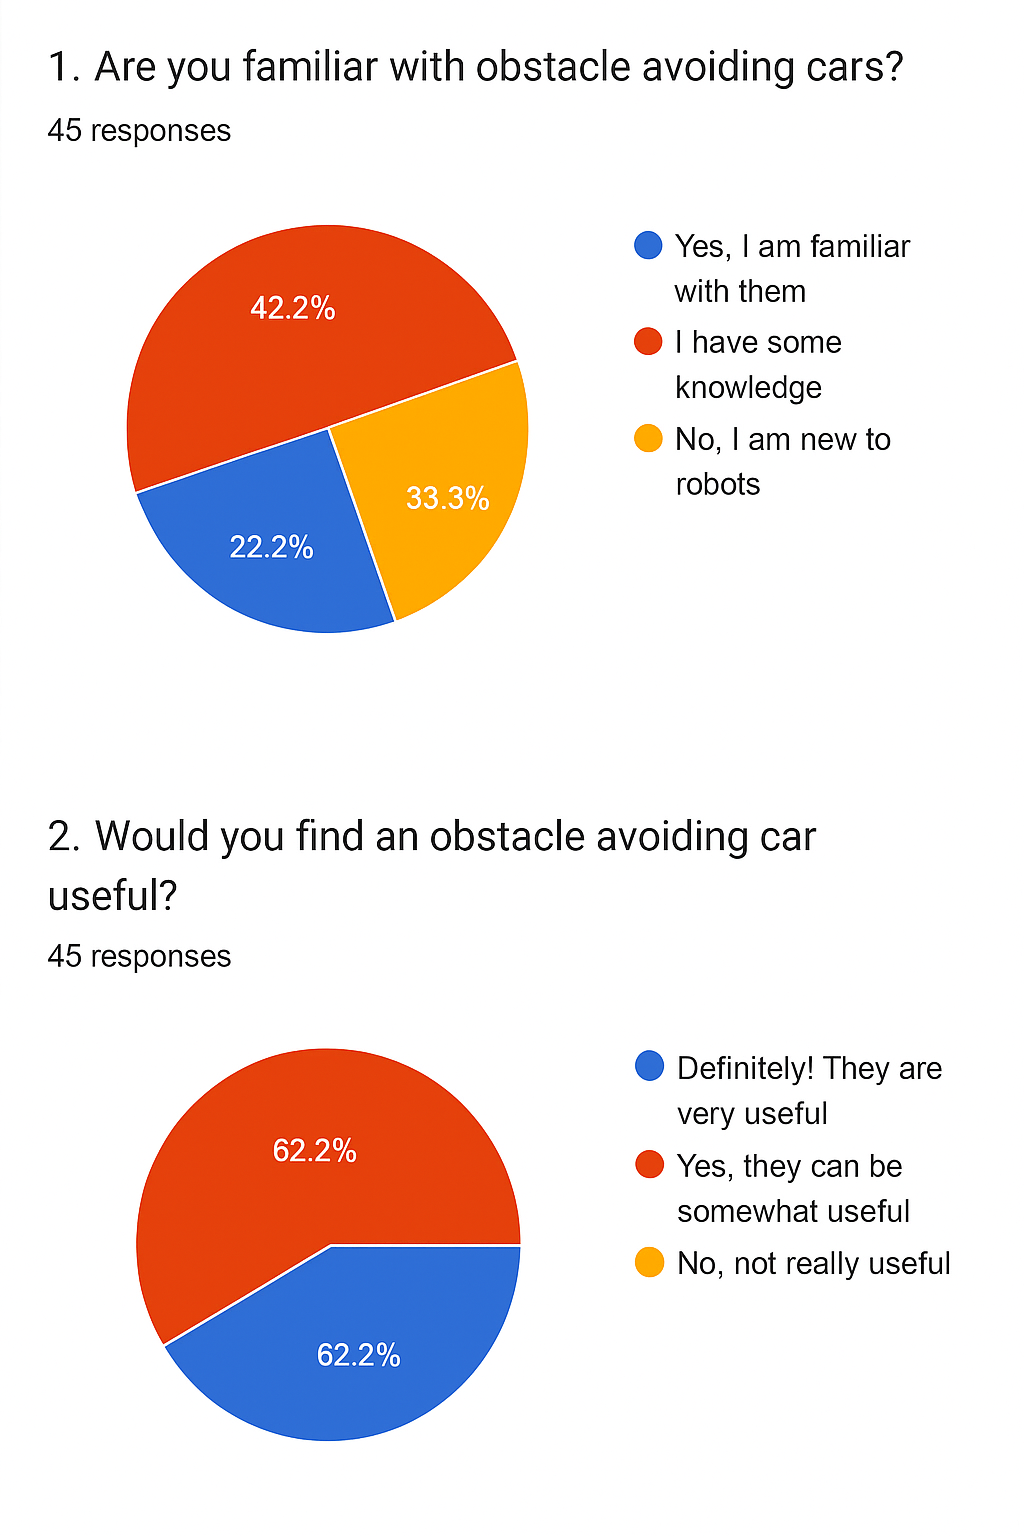 1. Are you familiar with obstacle avoiding cars?
45 responses
42.2%
33.3%
22.2%
Yes, I am familiar
with them
I have some
knowledge
No, I am new to
robots
2. Would you find an obstacle avoiding car
useful?
45 responses
62.2%
62.2%
Definitely! They are
very useful
Yes, they can be
somewhat useful
No, not really useful